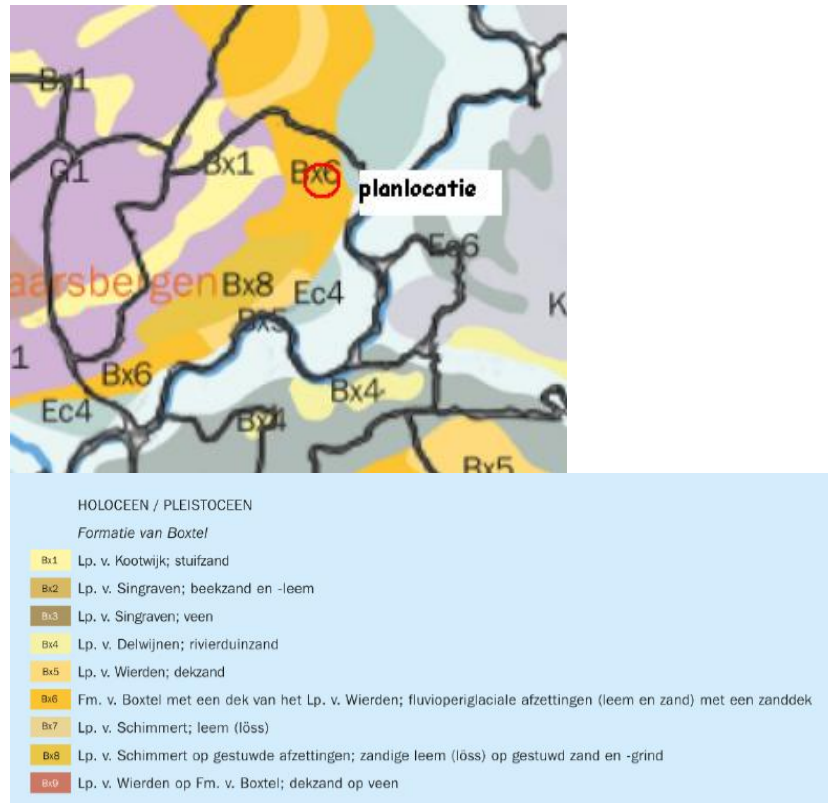 Bx1
G1
Bx1
Bx6
planlocatie
Ec6
aarsbergen
Bx8
Ec4
Bx5
K
1
Bx6
Bx4
Ec4
Bx4
Bx5
HOLOCEEN / PLEISTOCEEN
Formatie van Boxtel
Bx1 Lp. v. Kootwijk; stuifzand
Bx2 Lp. v. Singraven; beekzand en -leem
Bx3 Lp. v. Singraven; veen
Bx4 Lp. v. Delwijnen; rivierduinzand
Bx5 Lp. v. Wierden; dekzand
Bx6 Fm. v. Boxtel met een dek van het Lp. v. Wierden; fluvioperiglaciale afzettingen (leem en zand) met een zanddek
Bx7 Lp. v. Schimmert; leem (löss)
Bx8 Lp. v. Schimmert op gestuwde afzettingen; zandige leem (löss) op gestuwd zand en -grind
Bx9 Lp. v. Wierden op Fm. v. Boxtel; dekzand op veen